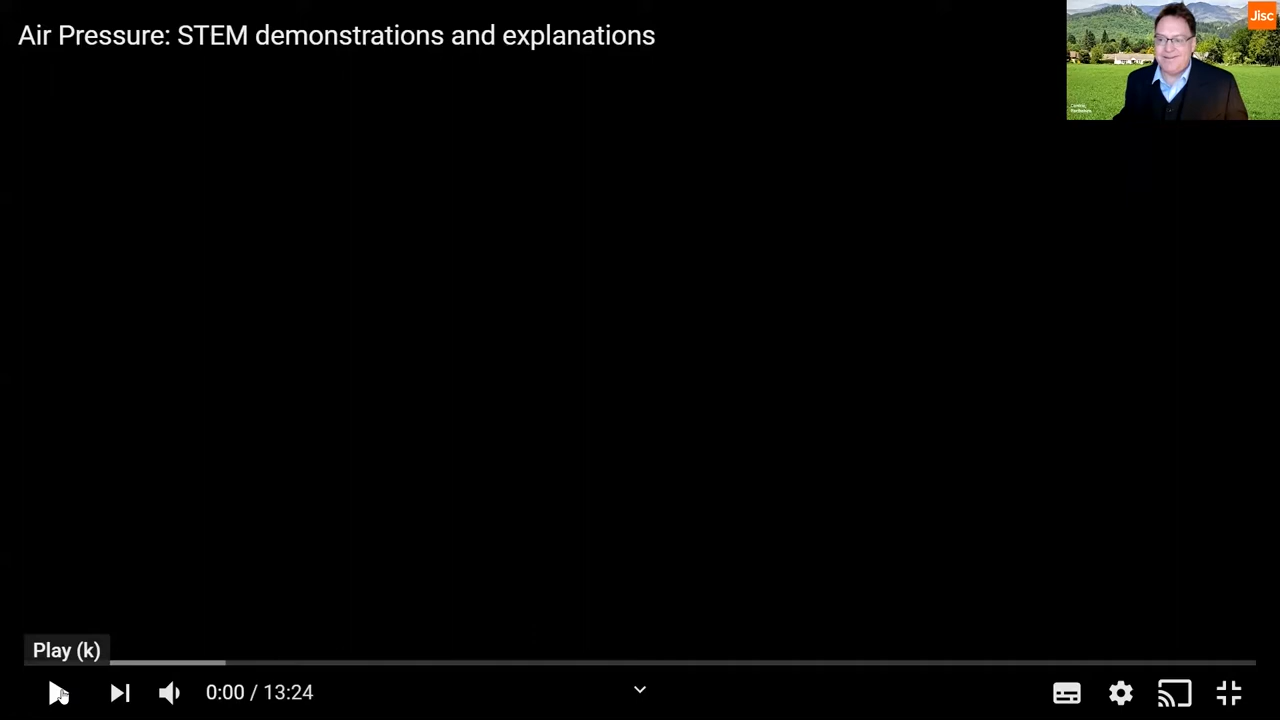 Air Pressure: STEM demonstrations and explanations
Jisc
Play (k)
0:00 / 13:24